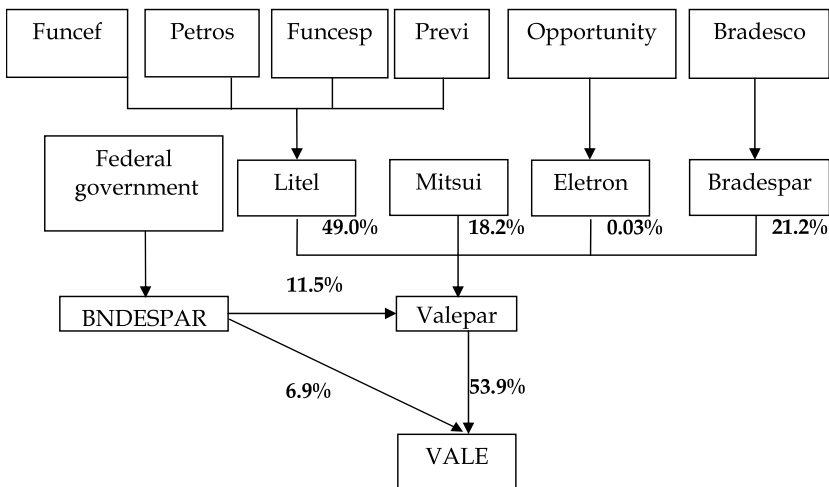 Funcef
Petros
Funcesp
Previ
Opportunity
Bradesco
Federal
government
Litel
Mitsui
Eletron
Bradespar
49.0%
18.2%
0.03%
21.2%
11.5%
BNDESPAR
Valepar
6.9%
53.9%
VALE